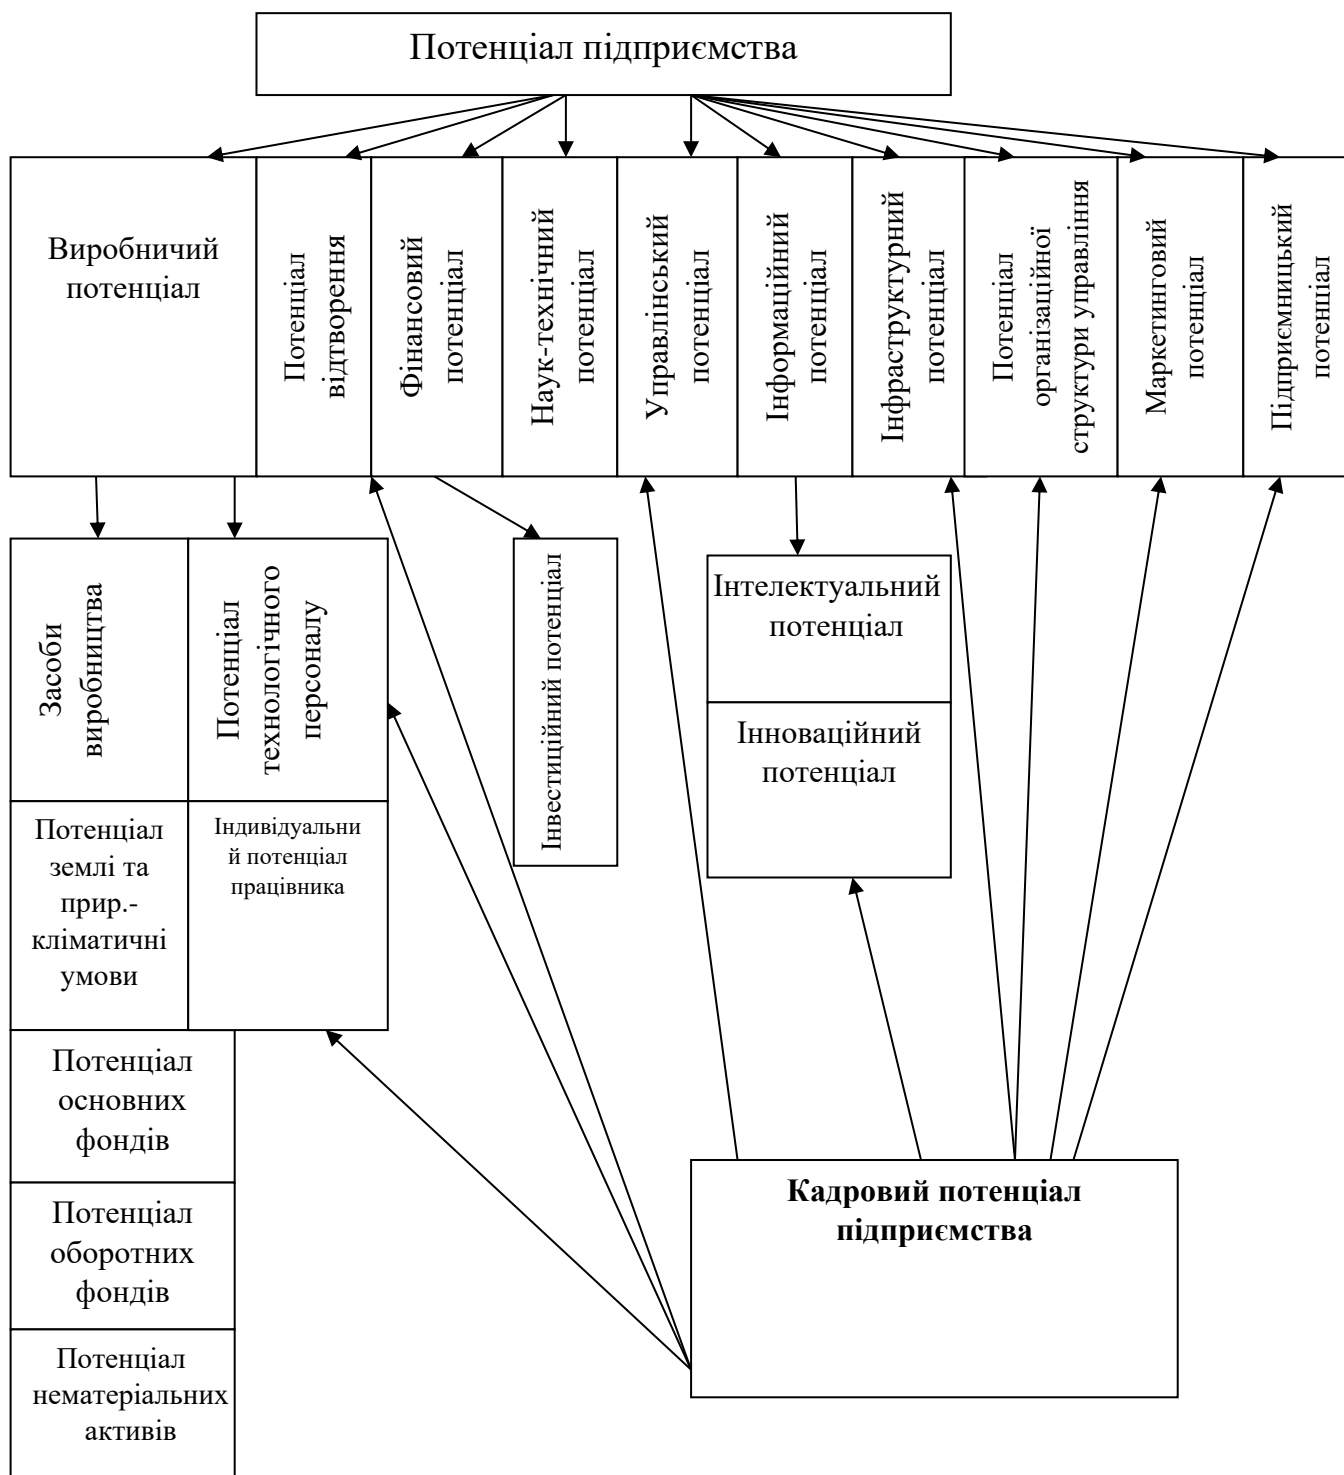 Потенціал підприємства
Виробничий
потенціал
Потенціал
відтворення
Фінансовий
потенціал
Наук-технічний
потенціал
Управлінський
потенціал
Інформаційний
потенціал
Інфраструктурний
потенціал
Потенціал
організаційної
структури управління
Маркетинговий
потенціал
Підприємницький
потенціал
Засоби
виробництва
Потенціал
технологічного
персоналу
Інвестиційний потенціал
Інтелектуальний
потенціал
Інноваційний
потенціал
Потенціал
землі та
прир.-
кліматичні
умови
Індивідуальни
й потенціал
працівника
Потенціал
основних
фондів
Потенціал
оборотних
фондів
Потенціал
нематеріальних
активів
Кадровий потенціал
підприємства